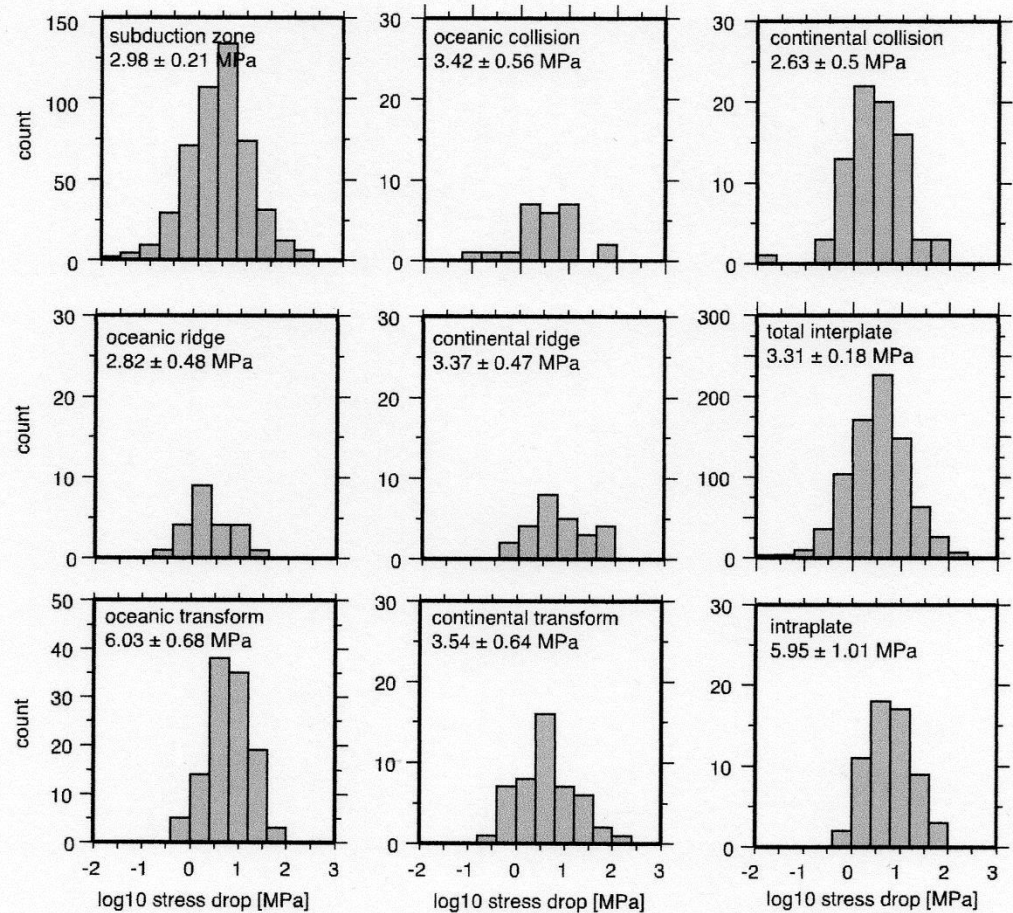 150
100
50
0
count
subduction zone
2.98 ± 0.21 MPa
30
20
10
0
oceanic collision
3.42 ± 0.56 MPa
30
20
10
0
continental collision
2.63 ± 0.5 MPa
30
20
10
0
count
oceanic ridge
2.82 ± 0.48 MPa
30
20
10
0
continental ridge
3.37 ± 0.47 MPa
300
200
100
0
total interplate
3.31 ± 0.18 MPa
50
40
30
20
10
0
count
oceanic transform
6.03 ± 0.68 MPa
-2 -1 0 1 2 3
log10 stress drop [MPa]
30
20
10
0
continental transform
3.54 ± 0.64 MPa
-2 -1 0 1 2 3
log10 stress drop [MPa]
30
20
10
0
intraplate
5.95 ± 1.01 MPa
-2 -1 0 1 2 3
log10 stress drop [MPa]